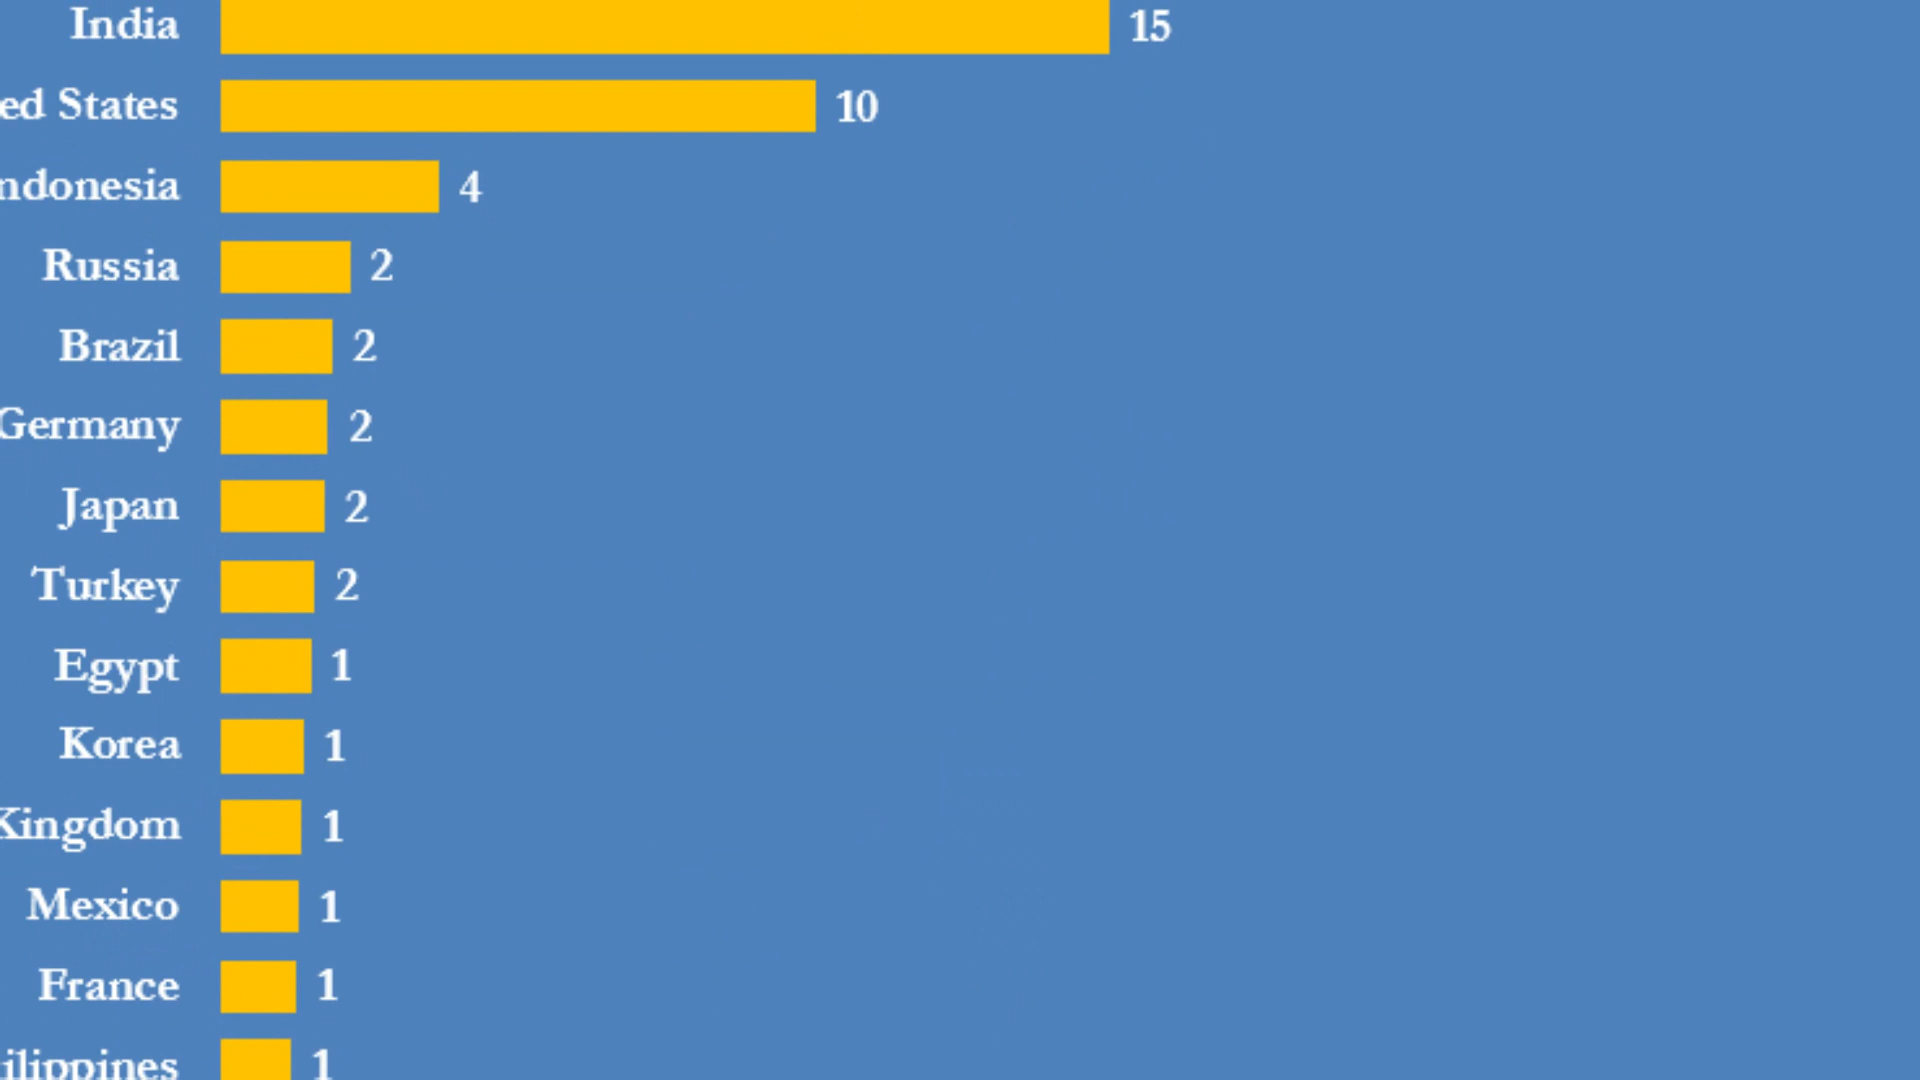 India 15
ed States 10
ndonesia 4
Russia 2
Brazil 2
Germany 2
Japan 2
Turkey 2
Egypt 1
Korea 1
Kingdom 1
Mexico 1
France 1
ilippines 1